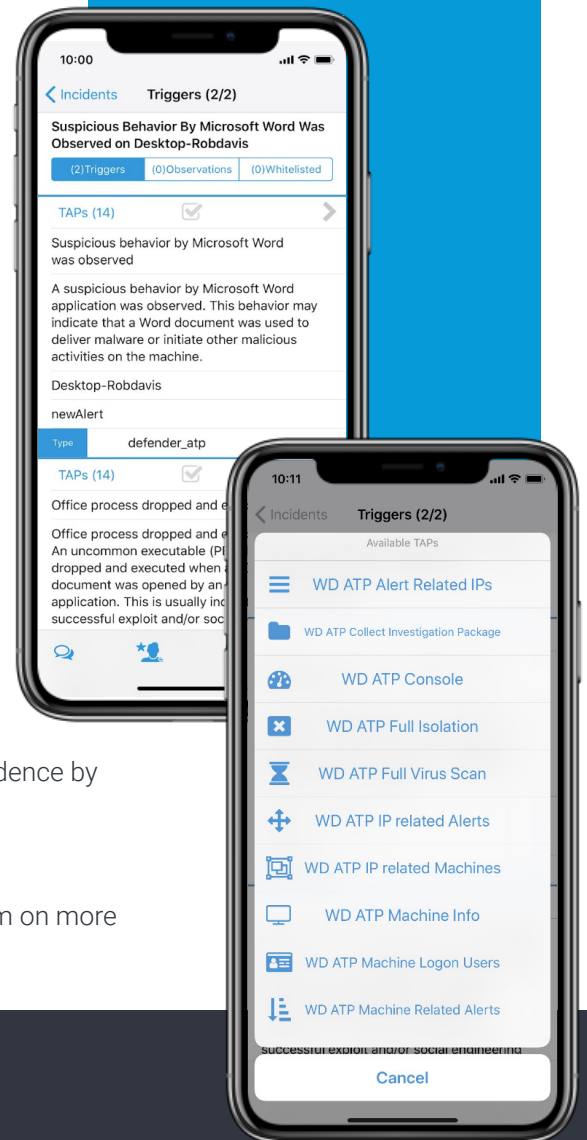 10:00
Incidents Triggers (2/2)
Suspicious Behavior By Microsoft Word Was
Observed on Desktop-Robdavis
(2)Triggers (0)Observations (0)Whitelisted
TAPs (14)
Suspicious behavior by Microsoft Word
was observed
A suspicious behavior by Microsoft Word
application was observed. This behavior may
indicate that a Word document was used to
deliver malware or initiate other malicious
activities on the machine.
Desktop-Robdavis
newAlert
Type defender_atp
TAPs (14)
Office process dropped and
Office process dropped and
An uncommon executable
dropped and executed when
document was opened by an
application. This is usually
successful exploit and/or
dence by
on more
10:11
Incidents Triggers (2/2)
Available TAPs
WD ATP Alert Related IPs
WD ATP Collect Investigation Package
WD ATP Console
WD ATP Full Isolation
WD ATP Full Virus Scan
WD ATP IP related Alerts
WD ATP IP related Machines
WD ATP Machine Info
WD ATP Machine Logon Users
WD ATP Machine Related Alerts
successful exploit and/or social engineering
Cancel